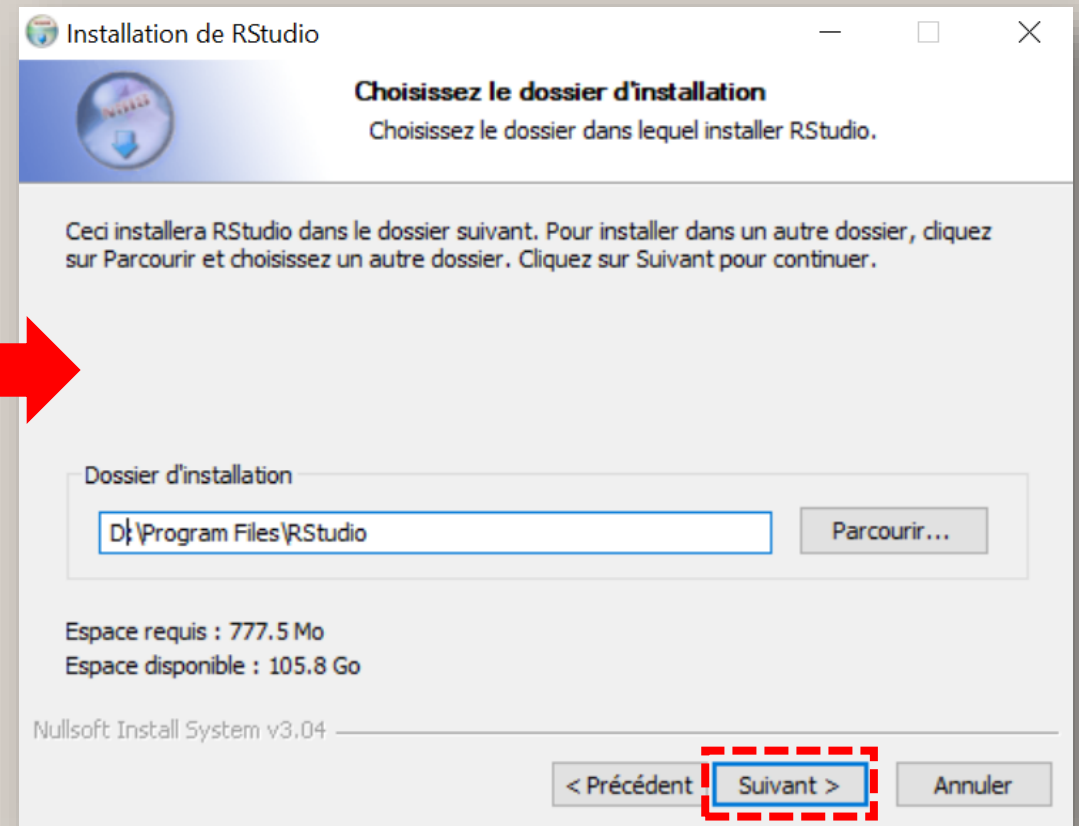 Installation de RStudio
Choisissez le dossier d'installation
Choisissez le dossier dans lequel installer RStudio.
Ceci installera RStudio dans le dossier suivant. Pour installer dans un autre dossier, cliquez
sur Parcourir et choisissez un autre dossier. Cliquez sur Suivant pour continuer.
Dossier d'installation
D:\Program Files\RStudio
Parcourir...
Espace requis : 777.5 Mo
Espace disponible : 105.8 Go
Nullsoft Install System v3.04
< Précédent
Suivant >
Annuler